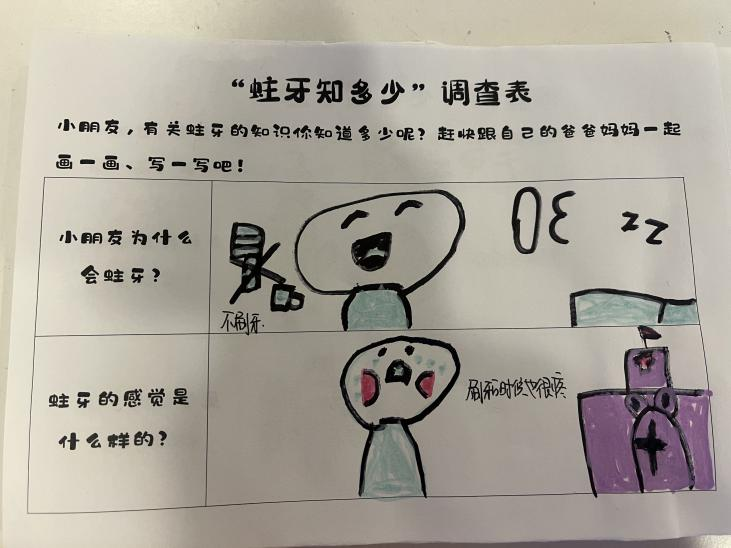 “蛀牙知多少”调查表
小朋友，有关蛀牙的知识你知道多少呢？赶快跟自己的爸爸妈妈一起
画一画、写一写吧！
小朋友为什么
会蛀牙？
zz
不刷牙.
蛀牙的感觉是
什么样的？
刷牙的时候也很疼